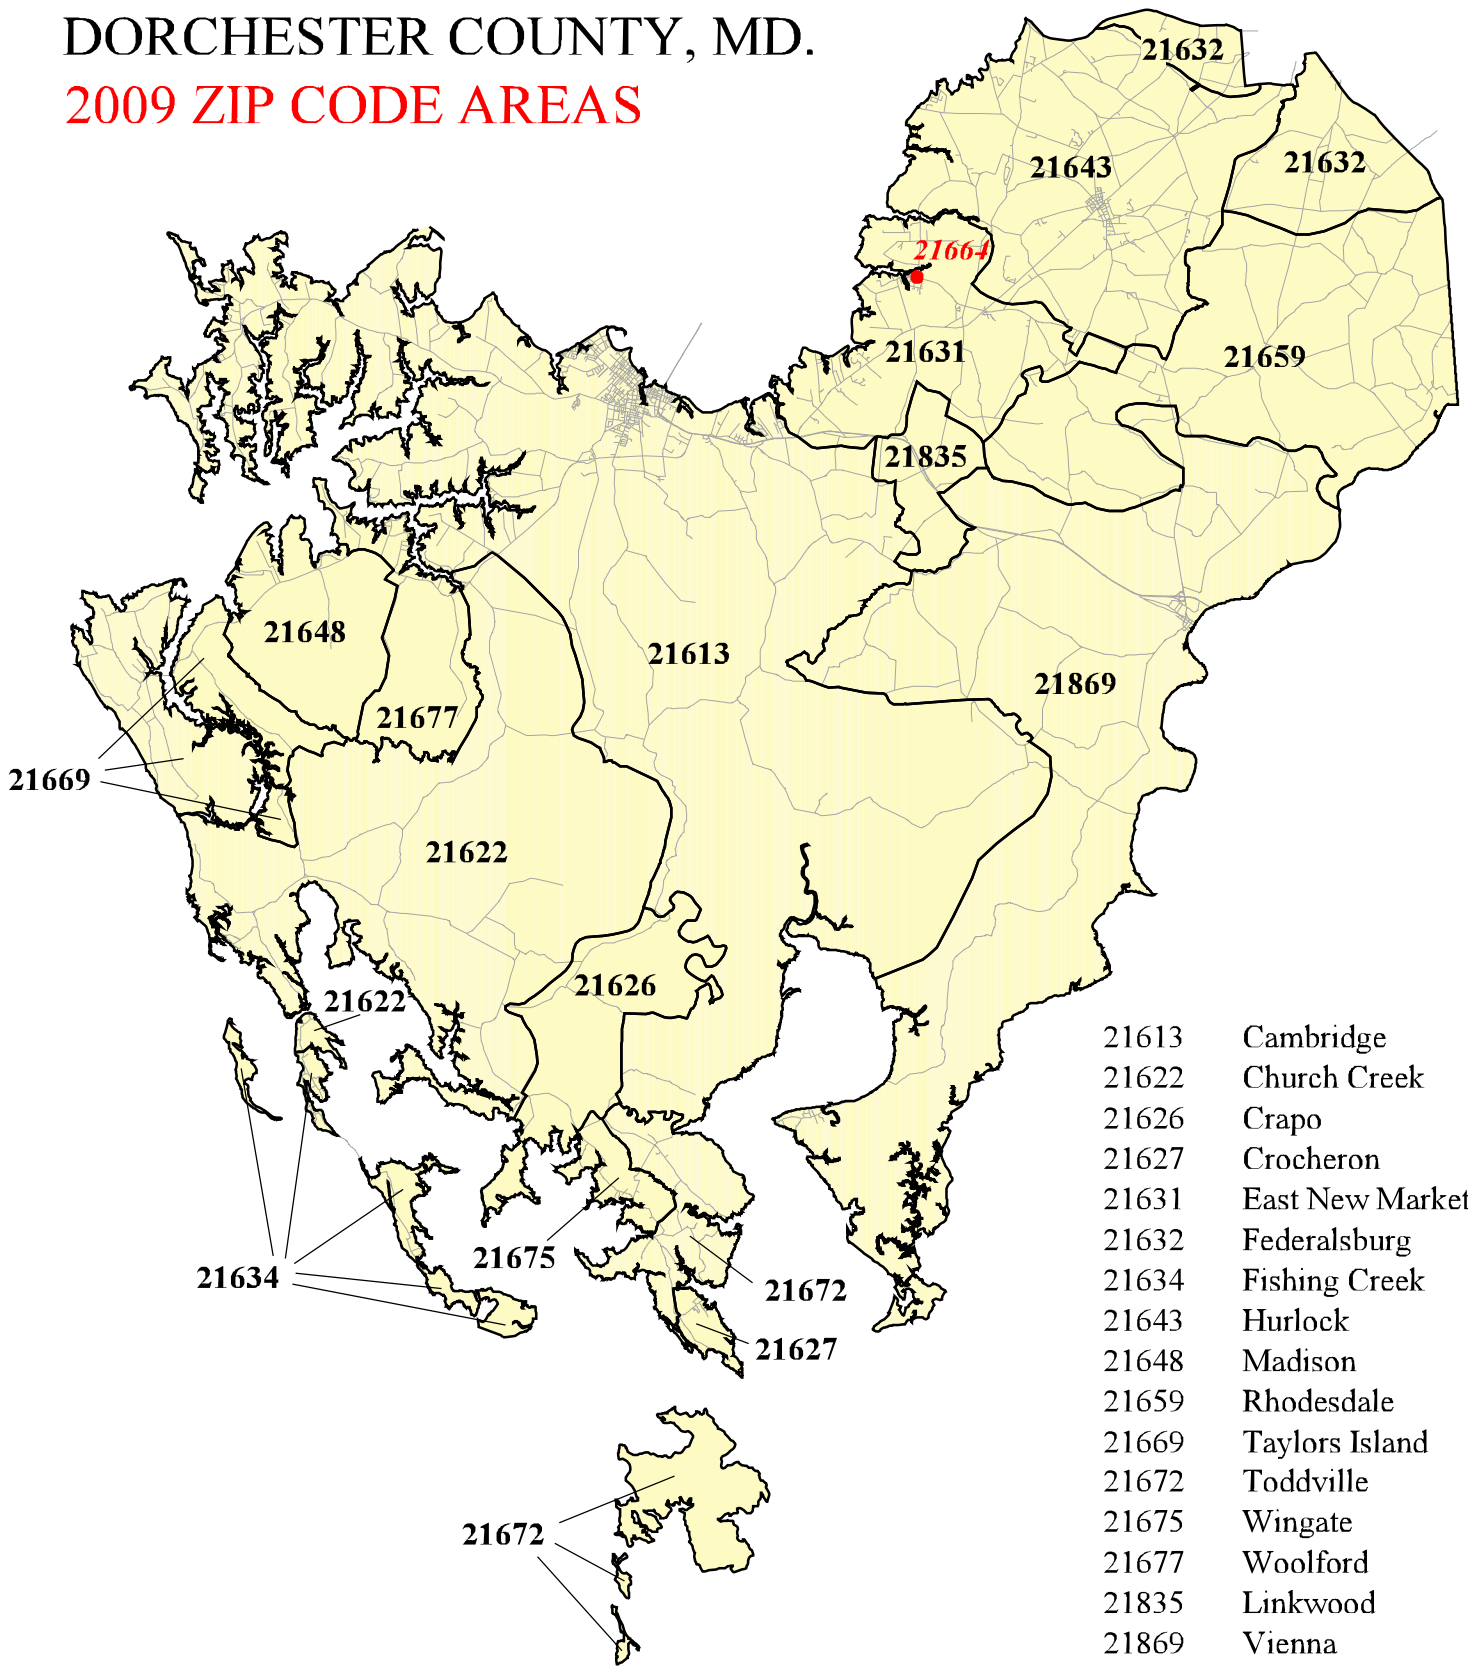 DORCHESTER COUNTY, MD.
2009 ZIP CODE AREAS
21632
21643
21632
21664
21631
21659
21835
21648
21613
21677
21869
21669
21622
21626
21622
21634
21675
21672
21627
21672
21613 Cambridge
21622 Church Creek
21626 Crapo
21627 Crocheron
21631 East New Market
21632 Federalsburg
21634 Fishing Creek
21643 Hurlock
21648 Madison
21659 Rhodesdale
21669 Taylors Island
21672 Toddville
21675 Wingate
21677 Woolford
21835 Linkwood
21869 Vienna